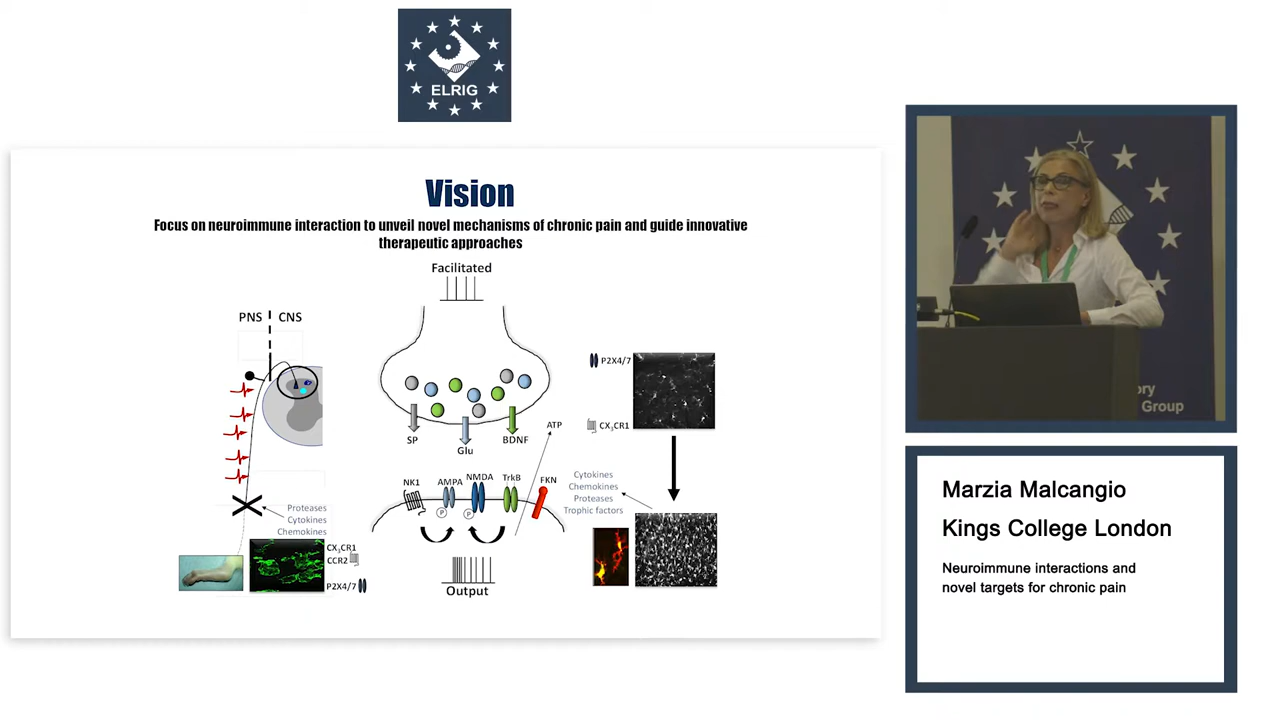 ELRIG
Vision
Focus on neuroimmune interaction to unveil novel mechanisms of chronic pain and guide innovative
therapeutic approaches
Facilitated
PNS CNS
P2X4/7
CX3CR1
SP
Glu
BDNF
ATP
NK1
AMPA
NMDA
TrkB
FKN
P
P
Cytokines
Chemokines
Proteases
Trophic factors
Proteases
Cytokines
Chemokines
CX3CR1
CCR2
P2X4/7
Output
ory
Group
Marzia Malcangio
Kings College London
Neuroimmune interactions and
novel targets for chronic pain